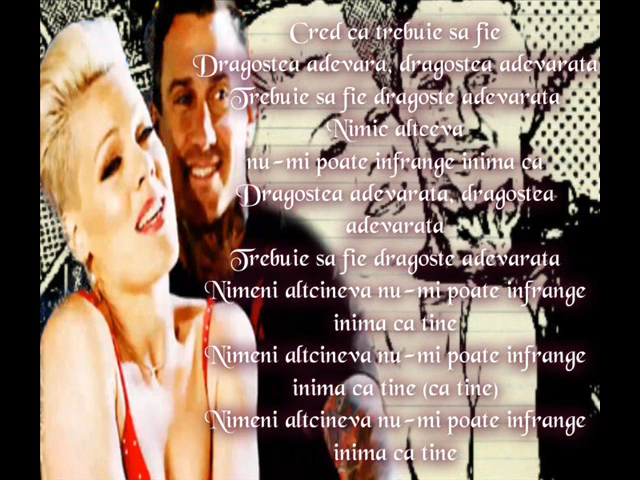 Cred ca trebuie sa fie
Dragostea adevara, dragostea adevarata
Trebuie sa fie dragoste adevarata
Nimic altceva
nu-mi poate infrange inima ca
Dragostea adevarata, dragostea
adevarata
Trebuie sa fie dragoste adevarata
Nimeni altcineva nu-mi poate infrange
inima ca tine
Nimeni altcineva nu-mi poate infrange
inima ca tine (ca tine)
Nimeni altcineva nu-mi poate infrange
inima ca tine